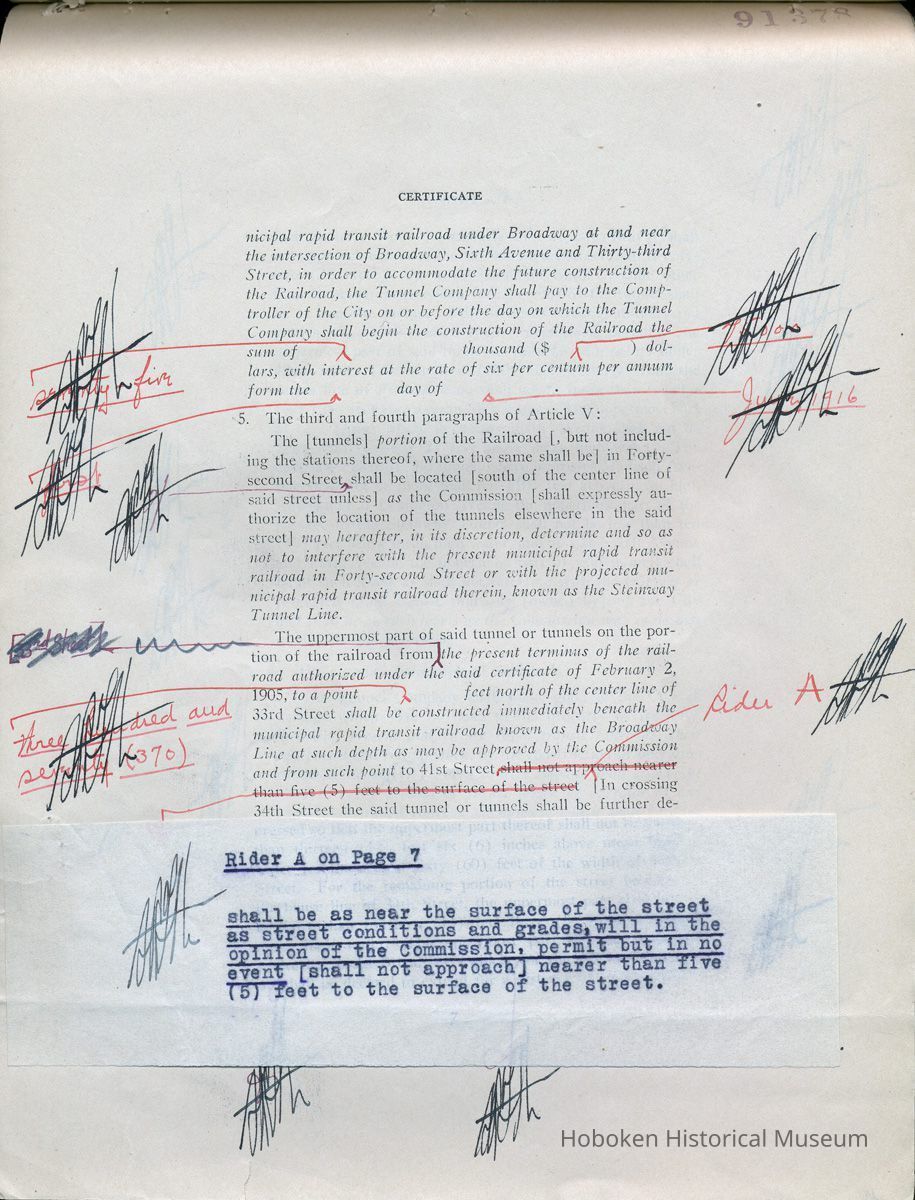 91378
CERTIFICATE
nicipal rapid transit railroad under Broadway at and near
the intersection of Broadway, Sixth Avenue and Thirty-third
Street, in order to accommodate the future construction of
the Railroad, the Tunnel Company shall pay to the Comp-
troller of the City on or before the day on which the Tunnel
Company shall begin the construction of the Railroad the
sum of thousand ($ ) dol-
lars, with interest at the rate of six per centum per annum
form the day of .
seventy five
first
1916
5. The third and fourth paragraphs of Article V:
The [tunnels] portion of the Railroad [, but not includ-
ing the stations thereof, where the same shall be] in Forty-
second Street shall be located [south of the center line of
said street unless] as the Commission [shall expressly au-
thorize the location of the tunnels elsewhere in the said
street] may hereafter, in its discretion, determine and so as
not to interfere with the present municipal rapid transit
railroad in Forty-second Street or with the projected mu-
nicipal rapid transit railroad therein, known as the Steinway
Tunnel Line.
The uppermost part of said tunnel or tunnels on the por-
tion of the railroad from the present terminus of the rail-
road authorized under the said certificate of February 2,
1905, to a point feet north of the center line of
33rd Street shall be constructed immediately beneath the
municipal rapid transit railroad known as the Broadway
Line at such depth as may be approved by the Commission
and from such point to 41st Street shall not approach nearer
than five (5) feet to the surface of the street [In crossing
34th Street the said tunnel or tunnels shall be further de-
three hundred and
seventy (370)
Rider A
Rider A on Page 7
shall be as near the surface of the street
as street conditions and grades, will in the
opinion of the Commission, permit but in no
event [shall not approach] nearer than five
(5) feet to the surface of the street.
7
Hoboken Historical Museum